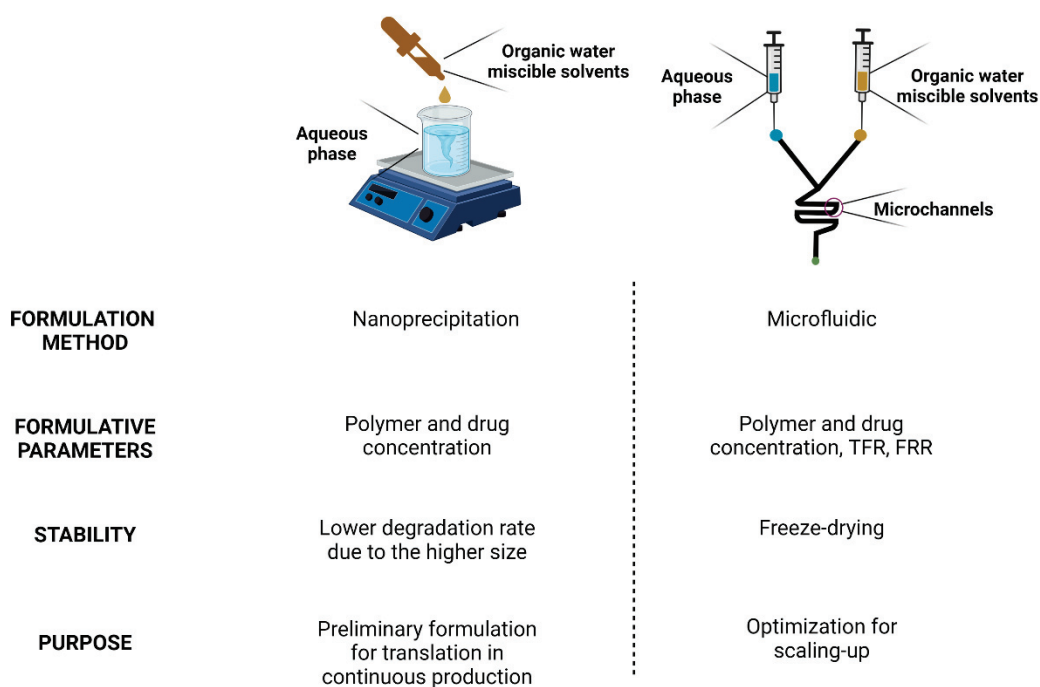 Organic water
miscible solvents
Aqueous
phase
Aqueous
phase
Organic water
miscible solvents
Microchannels
FORMULATION
METHOD
Nanoprecipitation
Microfluidic
FORMULATIVE
PARAMETERS
Polymer and drug
concentration
Polymer and drug
concentration, TFR, FRR
STABILITY
Lower degradation rate
due to the higher size
Freeze-drying
PURPOSE
Preliminary formulation
for translation in
continuous production
Optimization for
scaling-up